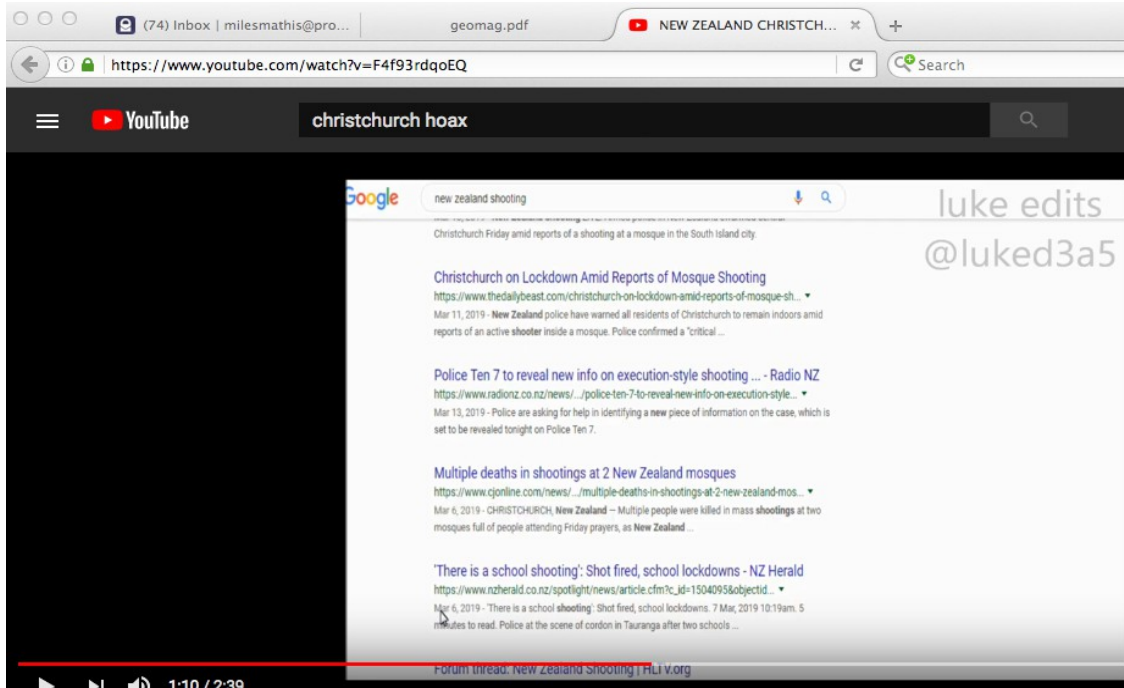 (74) Inbox | milesmathis@pro...
geomag.pdf
NEW ZEALAND CHRISTCH...
https://www.youtube.com/watch?v=F4f93rdqoEQ
Search
YouTube
christchurch hoax
Google
new zealand shooting
luke edits
@luked3a5
Christchurch Friday amid reports of a shooting at a mosque in the South Island city.
Christchurch on Lockdown Amid Reports of Mosque Shooting
https://www.thedailybeast.com/christchurch-on-lockdown-amid-reports-of-mosque-sh...
Mar 11, 2019 - New Zealand police have warned all residents of Christchurch to remain indoors amid
reports of an active shooter inside a mosque. Police confirmed a "critical ...
Police Ten 7 to reveal new info on execution-style shooting ... - Radio NZ
https://www.radionz.co.nz/news/.../police-ten-7-to-reveal-new-info-on-execution-style...
Mar 13, 2019 - Police are asking for help in identifying a new piece of information on the case, which is
set to be revealed tonight on Police Ten 7.
Multiple deaths in shootings at 2 New Zealand mosques
https://www.cjonline.com/news/.../multiple-deaths-in-shootings-at-2-new-zealand-mos...
Mar 6, 2019 - CHRISTCHURCH, New Zealand — Multiple people were killed in mass shootings at two
mosques full of people attending Friday prayers, as New Zealand ...
'There is a school shooting': Shot fired, school lockdowns - NZ Herald
https://www.nzherald.co.nz/spotlight/news/article.cfm?c_id=1504095&objectid...
Mar 6, 2019 - 'There is a school shooting': Shot fired, school lockdowns. 7 Mar, 2019 10:19am. 5
minutes to read. Police at the scene of cordon in Tauranga after two schools ...
Forum thread: New Zealand Shooting | HLTV.org
1:10 / 2:39